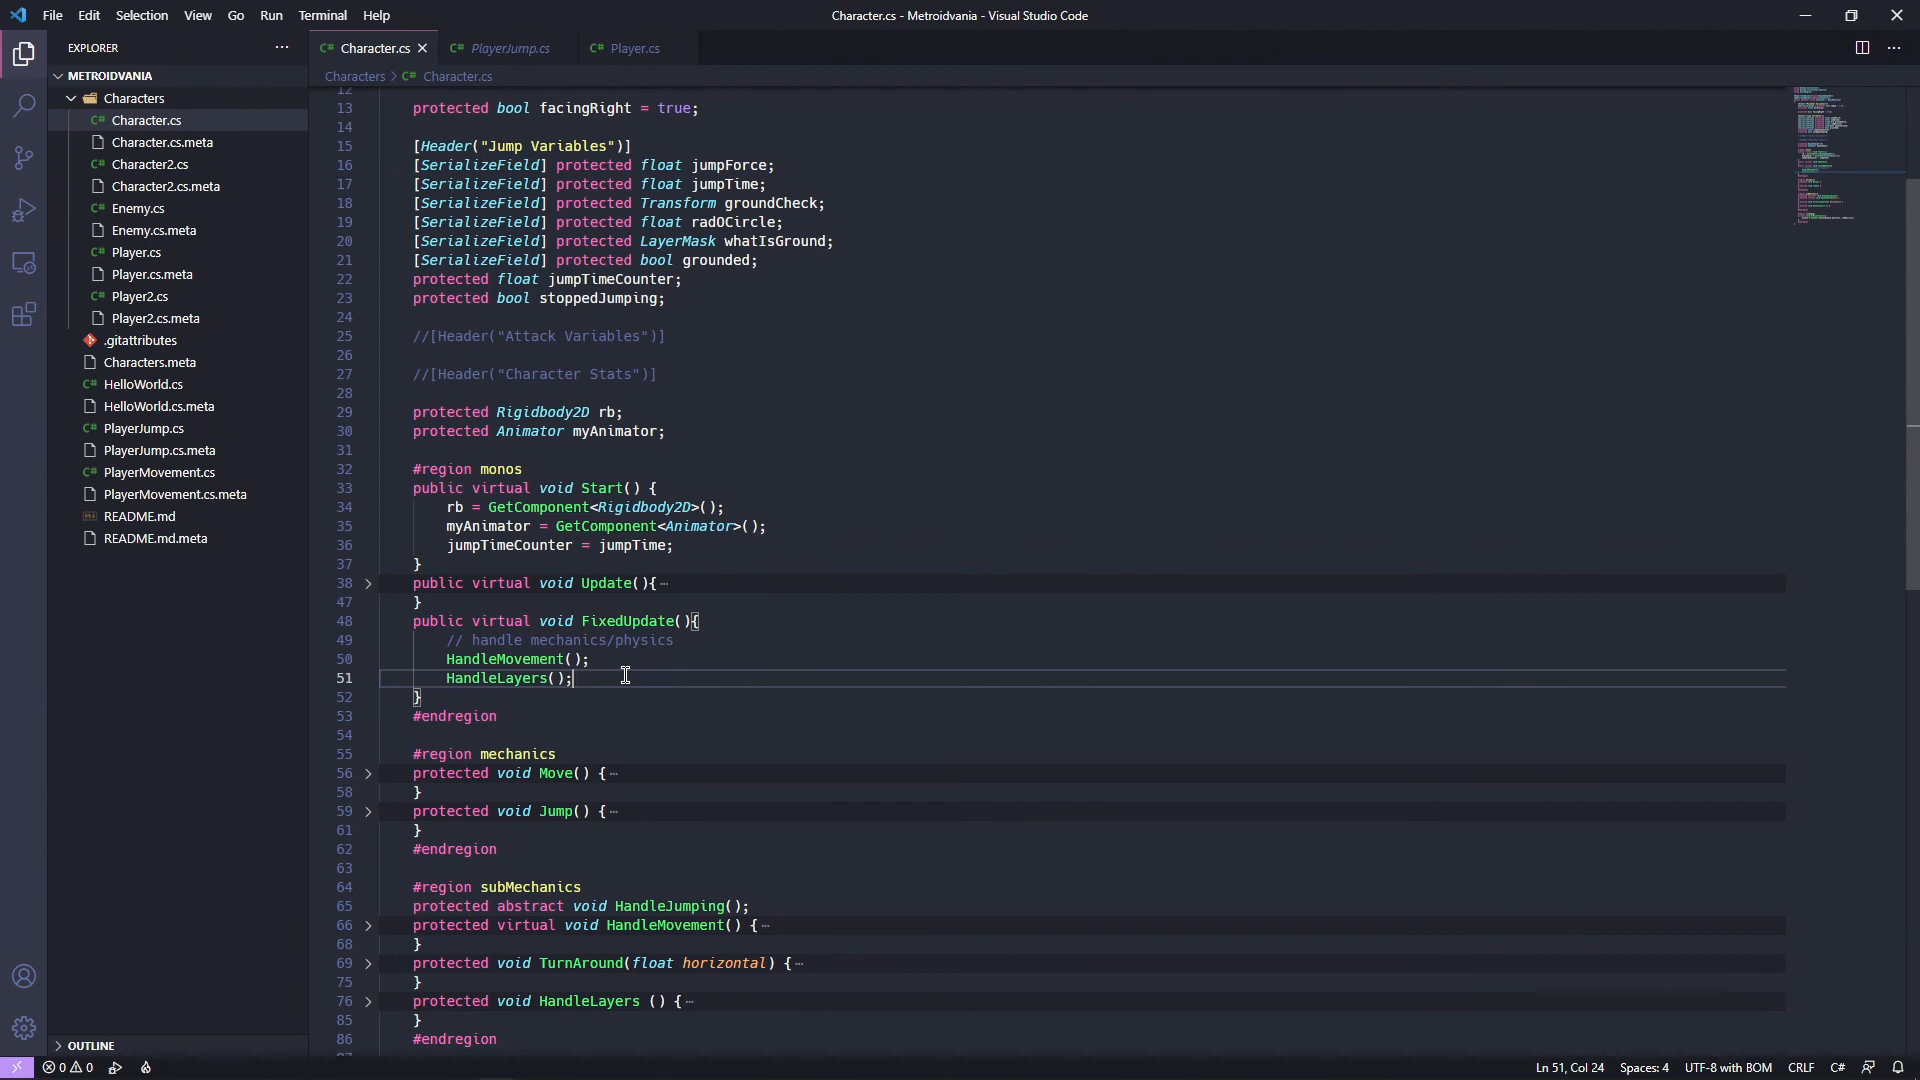 File Edit Selection View Go Run Terminal Help
Character.cs - Metroidvania - Visual Studio Code
EXPLORER
METROIDVANIA
Characters
C# Character.cs
Character.cs.meta
C# Character2.cs
Character2.cs.meta
C# Enemy.cs
Enemy.cs.meta
C# Player.cs
Player.cs.meta
C# Player2.cs
Player2.cs.meta
.gitattributes
Characters.meta
C# HelloWorld.cs
HelloWorld.cs.meta
C# PlayerJump.cs
PlayerJump.cs.meta
C# PlayerMovement.cs
PlayerMovement.cs.meta
README.md
README.md.meta
OUTLINE
C# Character.cs
C# PlayerJump.cs
C# Player.cs
Characters > C# Character.cs
12
13 protected bool facingRight = true;
14
15 [Header("Jump Variables")]
16 [SerializeField] protected float jumpForce;
17 [SerializeField] protected float jumpTime;
18 [SerializeField] protected Transform groundCheck;
19 [SerializeField] protected float radOCircle;
20 [SerializeField] protected LayerMask whatIsGround;
21 [SerializeField] protected bool grounded;
22 protected float jumpTimeCounter;
23 protected bool stoppedJumping;
24
25 //[Header("Attack Variables")]
26
27 //[Header("Character Stats")]
28
29 protected Rigidbody2D rb;
30 protected Animator myAnimator;
31
32 #region monos
33 public virtual void Start() {
34 rb = GetComponent<Rigidbody2D>();
35 myAnimator = GetComponent<Animator>();
36 jumpTimeCounter = jumpTime;
37 }
38 public virtual void Update(){…
47 }
48 public virtual void FixedUpdate(){
49 // handle mechanics/physics
50 HandleMovement();
51 HandleLayers();
52 }
53 #endregion
54
55 #region mechanics
56 protected void Move() {…
58 }
59 protected void Jump() {…
61 }
62 #endregion
63
64 #region subMechanics
65 protected abstract void HandleJumping();
66 protected virtual void HandleMovement() {…
68 }
69 protected void TurnAround(float horizontal) {…
75 }
76 protected void HandleLayers () {…
85 }
86 #endregion
0 0
Ln 51, Col 24 Spaces: 4 UTF-8 with BOM CRLF C#